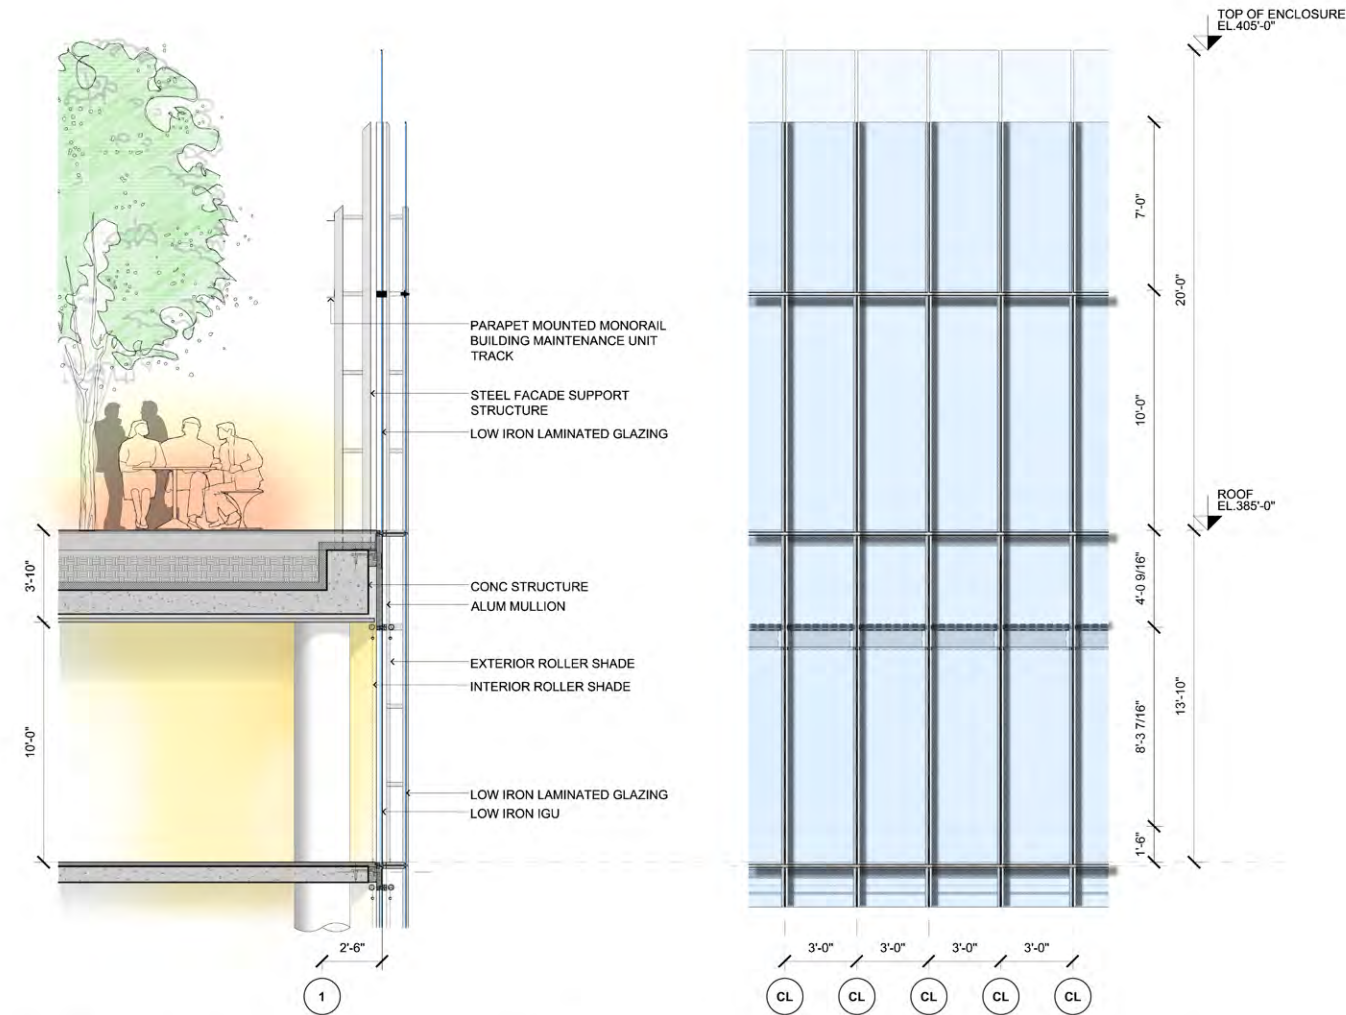 TOP OF ENCLOSURE
EL.405'-0"
7'-0"
20'-0"
PARAPET MOUNTED MONORAIL
BUILDING MAINTENANCE UNIT
TRACK
STEEL FACADE SUPPORT
STRUCTURE
LOW IRON LAMINATED GLAZING
10'-0"
ROOF
EL.385'-0"
3'-10"
CONC STRUCTURE
ALUM MULLION
4'-0 9/16"
EXTERIOR ROLLER SHADE
INTERIOR ROLLER SHADE
10'-0"
8'-3 7/16"
13'-10"
LOW IRON LAMINATED GLAZING
LOW IRON IGU
1'-6"
2'-6"
3'-0" 3'-0" 3'-0" 3'-0"
1
CL CL CL CL CL